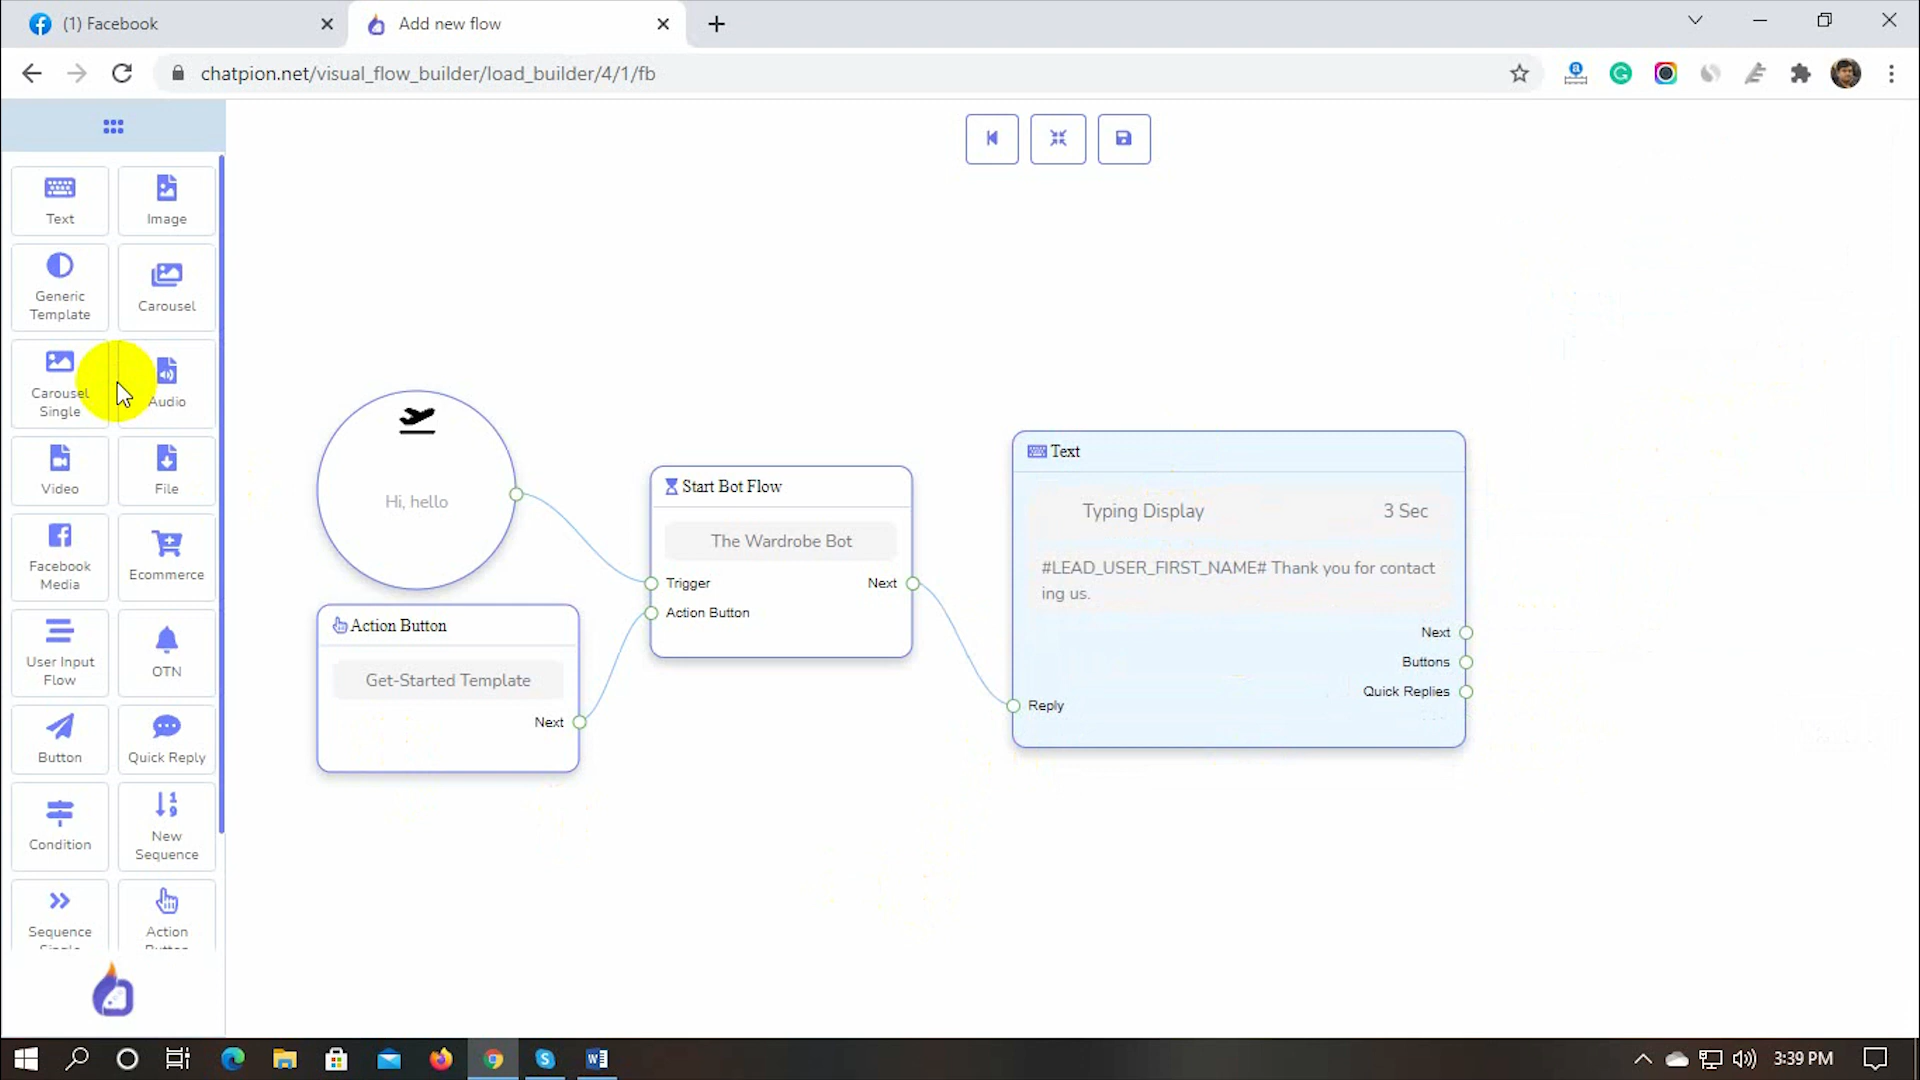 (1) Facebook
Add new flow
chatpion.net/visual_flow_builder/load_builder/4/1/fb
Text
Image
Generic
Template
Carousel
Carousel
Single
Audio
Video
File
Facebook
Media
Ecommerce
User Input
Flow
OTN
Button
Quick Reply
Condition
New
Sequence
Sequence
Single
Action
Button
Hi, hello
Action Button
Get-Started Template
Next
Start Bot Flow
The Wardrobe Bot
Trigger
Next
Action Button
Text
Typing Display 3 Sec
#LEAD_USER_FIRST_NAME# Thank you for contact
ing us.
Next
Buttons
Quick Replies
Reply
3:39 PM